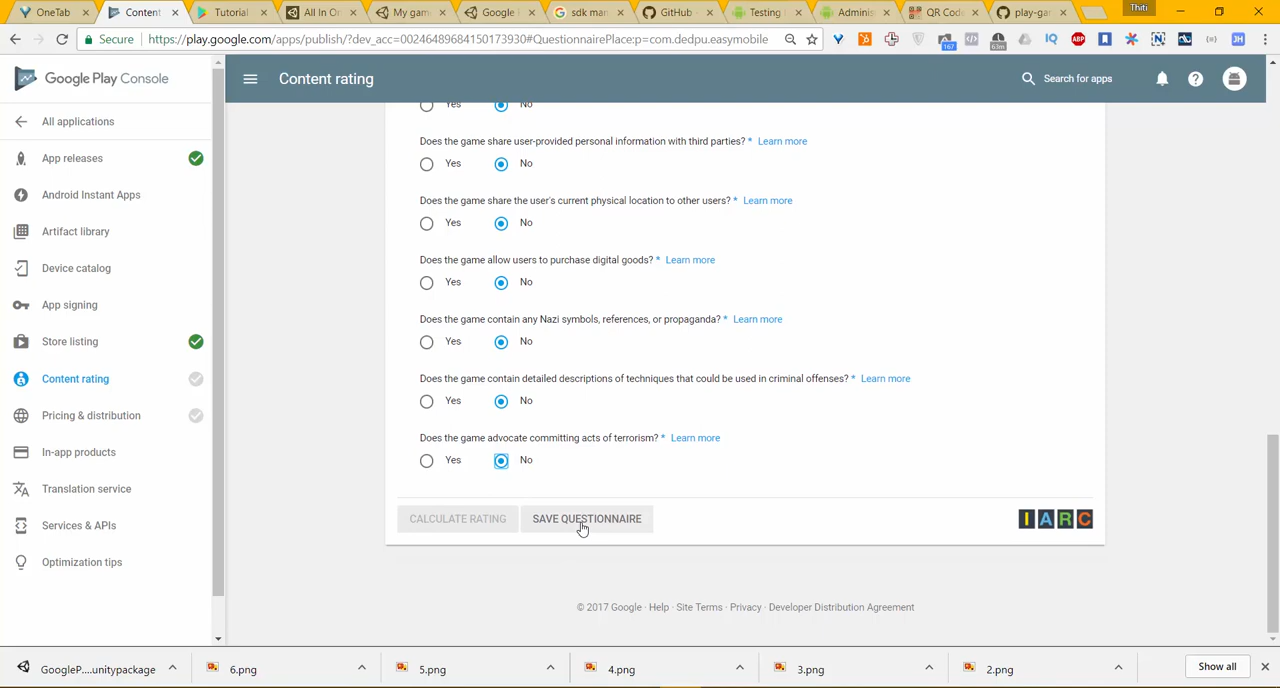 OneTab
Content
Tutorial
All In On
My gam
Google
sdk man
GitHub -
Testing
Adminis
QR Cod
play-gam
Thiti
Secure
https://play.google.com/apps/publish/?dev_acc=00246489684150173930#QuestionnairePlace:p=com.dedpu.easymobile
Google Play Console
Content rating
Search for apps
All applications
App releases
Android Instant Apps
Artifact library
Device catalog
App signing
Store listing
Content rating
Pricing & distribution
In-app products
Translation service
Services & APIs
Optimization tips
Yes No
Does the game share user-provided personal information with third parties? * Learn more
Yes No
Does the game share the user's current physical location to other users? * Learn more
Yes No
Does the game allow users to purchase digital goods? * Learn more
Yes No
Does the game contain any Nazi symbols, references, or propaganda? * Learn more
Yes No
Does the game contain detailed descriptions of techniques that could be used in criminal offenses? * Learn more
Yes No
Does the game advocate committing acts of terrorism? * Learn more
Yes No
CALCULATE RATING SAVE QUESTIONNAIRE
IARC
© 2017 Google · Help · Site Terms · Privacy · Developer Distribution Agreement
GoogleP....unitypackage
6.png
5.png
4.png
3.png
2.png
Show all